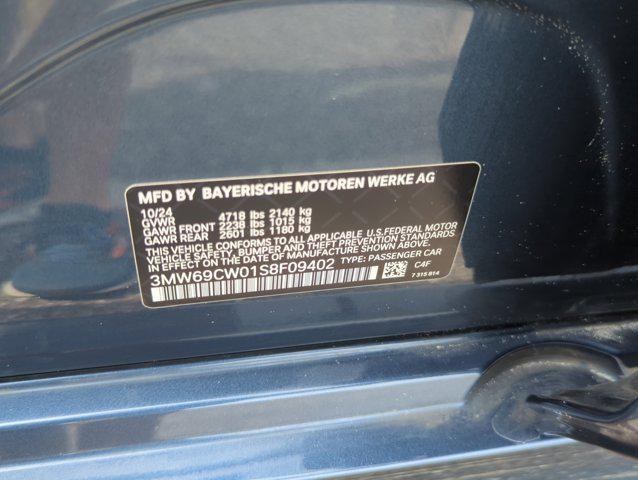 MFD BY BAYERISCHE MOTOREN WERKE AG
10/24
GVWR 4718 lbs 2140 kg
GAWR FRONT 2238 lbs 1015 kg
GAWR REAR 2601 lbs 1180 kg
THIS VEHICLE CONFORMS TO ALL APPLICABLE U.S. FEDERAL MOTOR
VEHICLE SAFETY, BUMPER AND THEFT PREVENTION STANDARDS
IN EFFECT ON THE DATE OF MANUFACTURE SHOWN ABOVE.
3MW69CW01S8F09402 TYPE: PASSENGER CAR
C4F
7 315 814